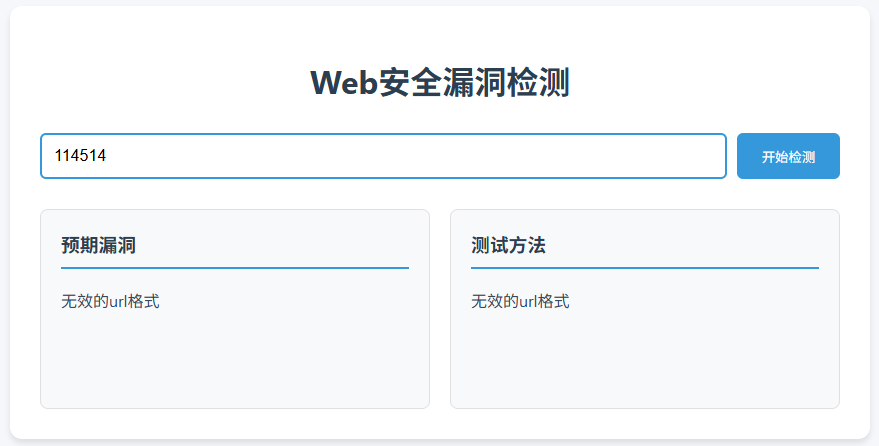 Web安全漏洞检测
114514
开始检测
预期漏洞
无效的url格式
测试方法
无效的url格式